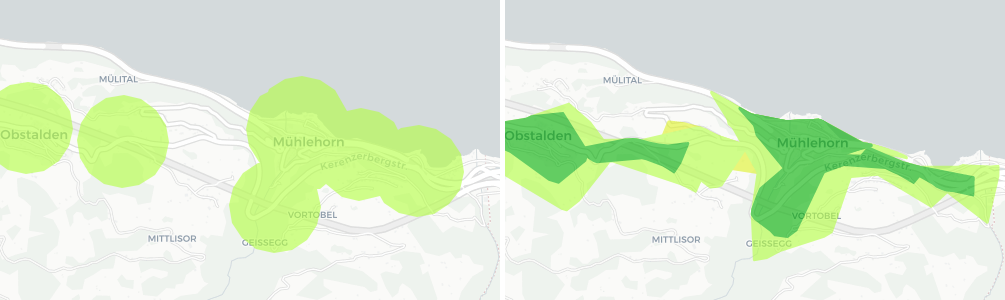 MÜLITAL
Obstalden
Mühlehorn
Kerenzerbergstr.
VORTOBEL
MITTLISOR
GEISSEGG
MÜLITAL
Obstalden
Mühlehorn
Kerenzerbergstr.
VORTOBEL
MITTLISOR
GEISSEGG